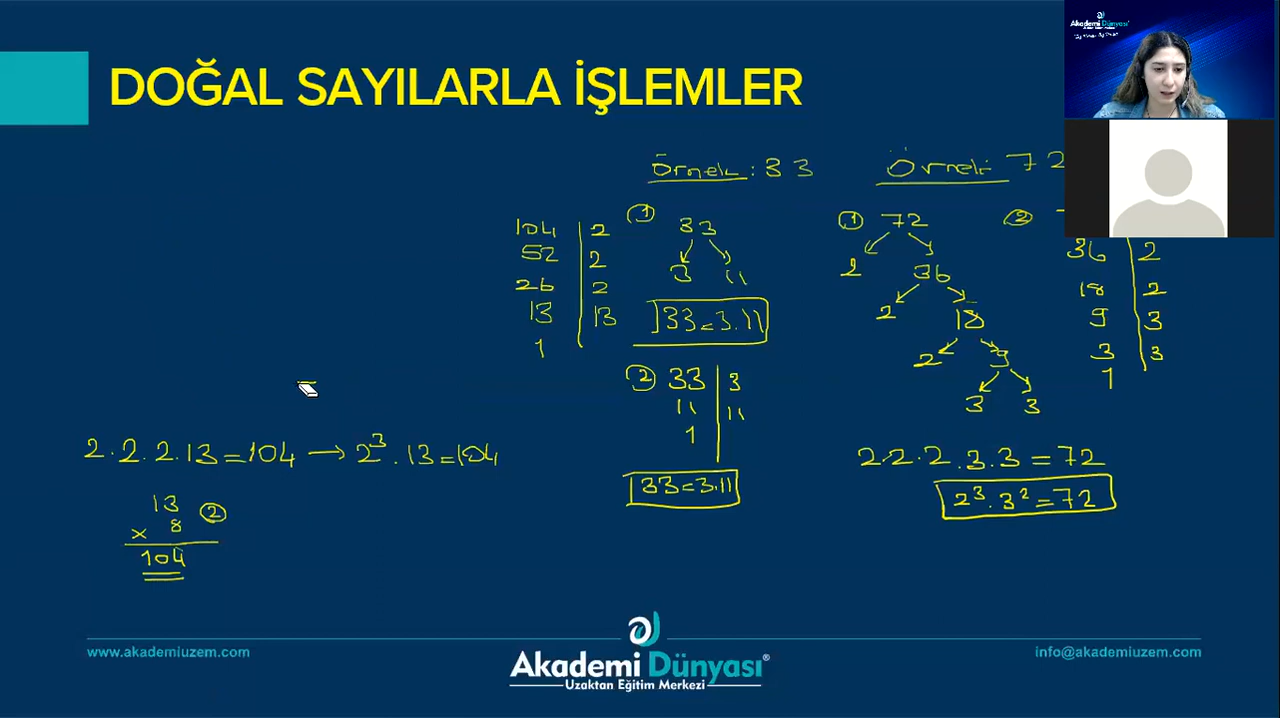 Akademi Dünyası
DOĞAL SAYILARLA İŞLEMLER
Örnek: 33
Örnek: 72
104 | 2
52 | 2
26 | 2
13 | 13
1
① 33
3 11
33=3.11
② 33 | 3
11 | 11
1
33=3.11
① 72
2 36
2 18
2 9
3 3
②
36 | 2
18 | 2
9 | 3
3 | 3
1
2.2.2.3.3=72
2³.3²=72
2.2.2.13=104→2³.13=104
13
x 8 ②
104
www.akademiuzem.com
info@akademiuzem.com
Akademi Dünyası®
Uzaktan Eğitim Merkezi